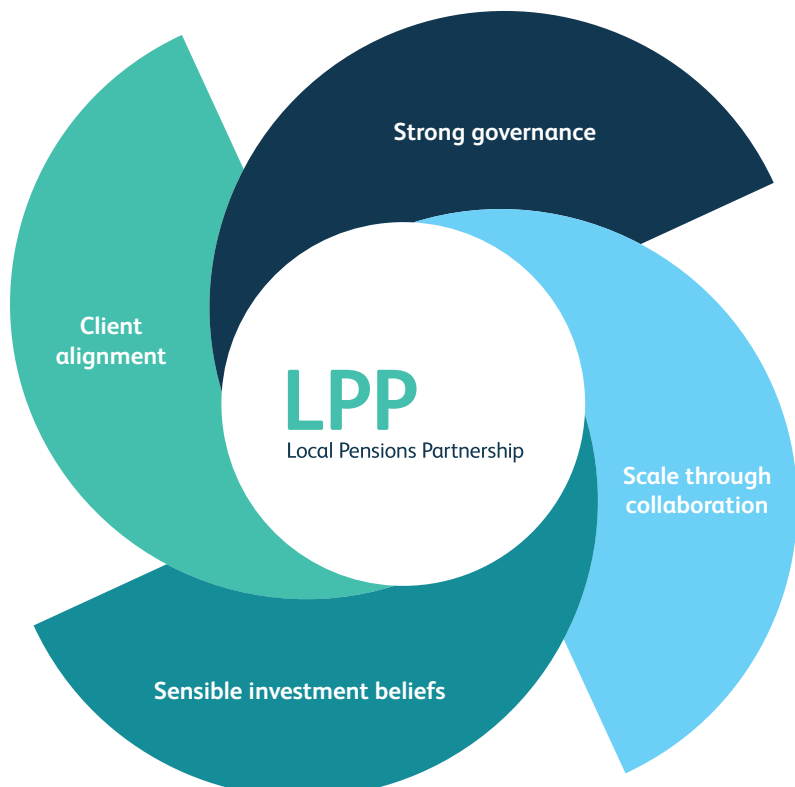 Strong governance
Client
alignment
LPP
Local Pensions Partnership
Scale through
collaboration
Sensible investment beliefs